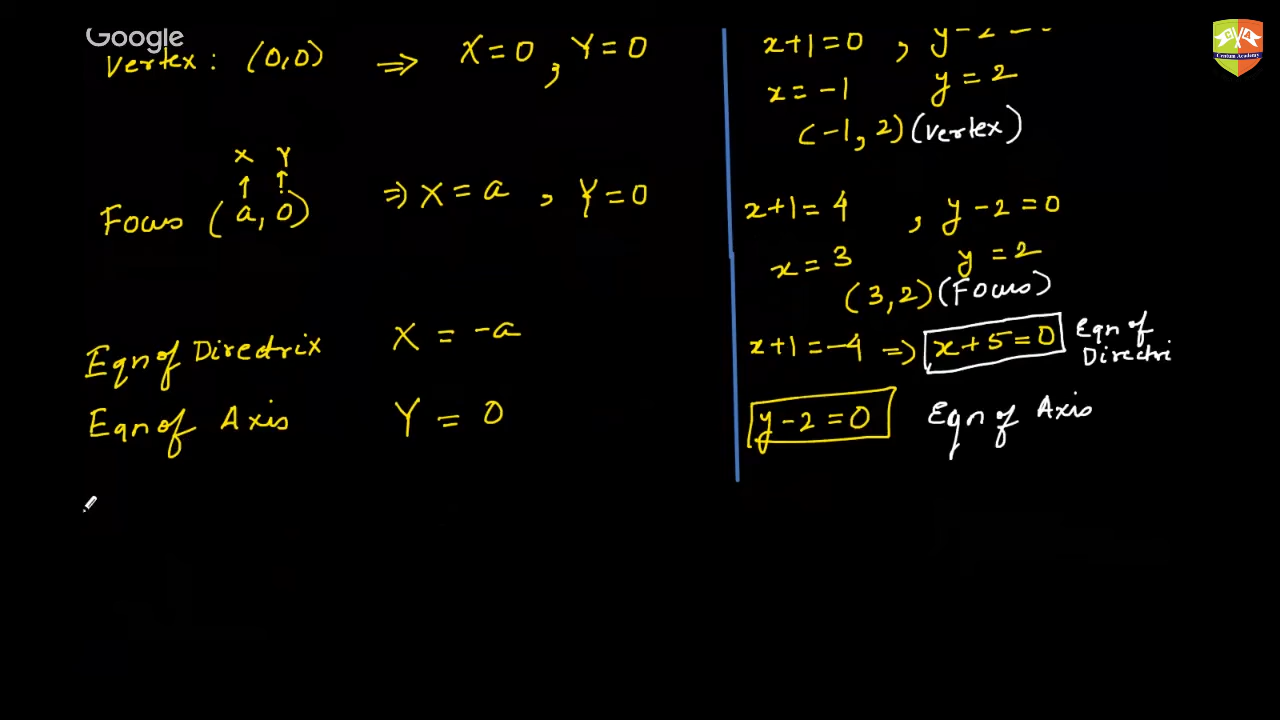 Google
Vertex : (0,0) ⇒ X = 0 , Y = 0
X Y
↑ ↑
Focus (a, 0) ⇒ X = a , Y = 0
Eqn of Directrix X = -a
Eqn of Axis Y = 0
x+1 = 0 , y-2 = 0
x = -1 y = 2
(-1, 2) (vertex)
x+1 = 4 , y-2 = 0
x = 3 y = 2
(3, 2) (Focus)
x+1 = -4 ⇒ x+5 = 0 Eqn of
Directri
y-2 = 0 Eqn of Axis